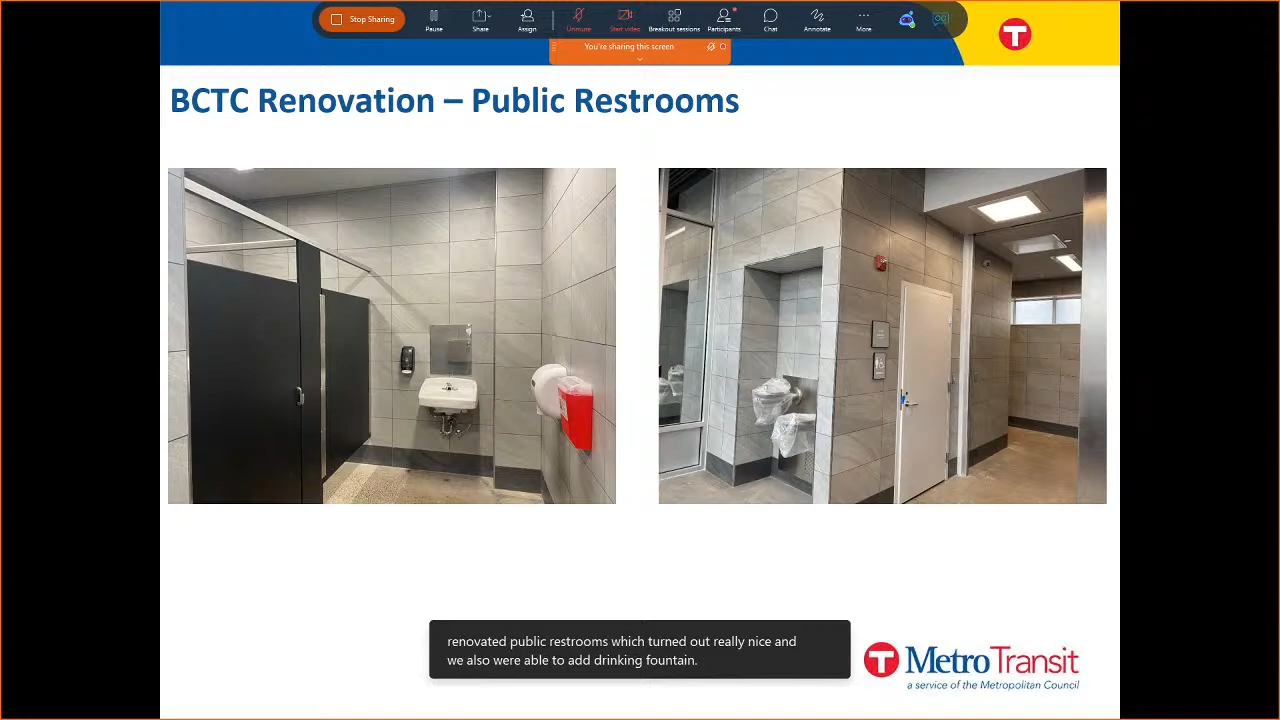 Stop Sharing
Pause
Share
Assign
Unmute
Start video
Breakout sessions
Participants
Chat
Annotate
More
You're sharing this screen
T
BCTC Renovation – Public Restrooms
renovated public restrooms which turned out really nice and
we also were able to add drinking fountain.
T MetroTransit
a service of the Metropolitan Council